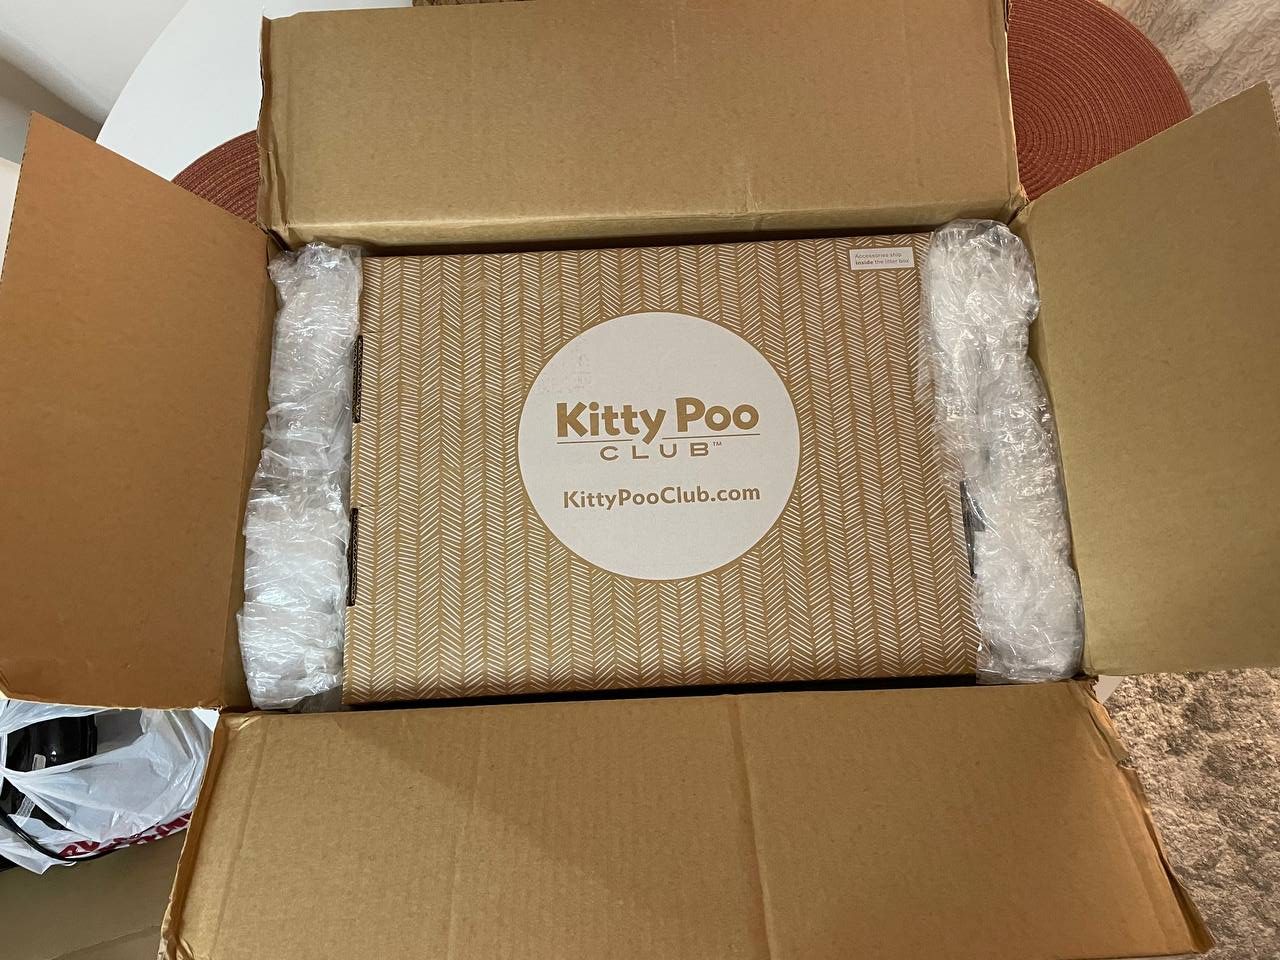 Accessories ship
inside the litter box
Kitty Poo
CLUB™
KittyPooClub.com